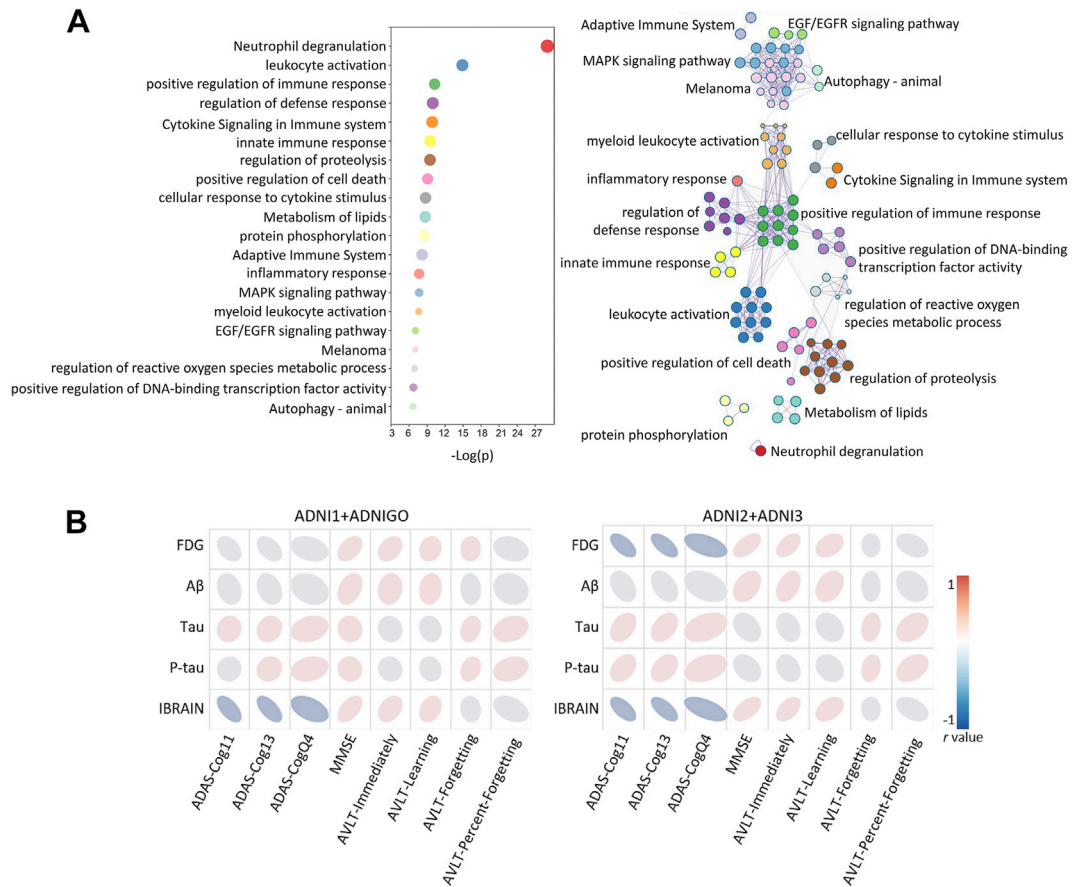 A
Neutrophil degranulation
leukocyte activation
positive regulation of immune response
regulation of defense response
Cytokine Signaling in Immune system
innate immune response
regulation of proteolysis
positive regulation of cell death
cellular response to cytokine stimulus
Metabolism of lipids
protein phosphorylation
Adaptive Immune System
inflammatory response
MAPK signaling pathway
myeloid leukocyte activation
EGF/EGFR signaling pathway
Melanoma
regulation of reactive oxygen species metabolic process
positive regulation of DNA-binding transcription factor activity
Autophagy - animal
3 6 9 12 15 18 21 24 27
-Log(p)
Adaptive Immune System
EGF/EGFR signaling pathway
MAPK signaling pathway
Melanoma
Autophagy - animal
myeloid leukocyte activation
cellular response to cytokine stimulus
Cytokine Signaling in Immune system
inflammatory response
regulation of
defense response
positive regulation of immune response
innate immune response
positive regulation of DNA-binding
transcription factor activity
leukocyte activation
regulation of reactive oxygen
species metabolic process
positive regulation of cell death
regulation of proteolysis
Metabolism of lipids
protein phosphorylation
Neutrophil degranulation
B
ADNI1+ADNIGO
FDG
Aβ
Tau
P-tau
IBRAIN
ADAS-Cog11
ADAS-Cog13
ADAS-CogQ4
MMSE
AVLT-Immediately
AVLT-Learning
AVLT-Forgetting
AVLT-Percent-Forgetting
ADNI2+ADNI3
FDG
Aβ
Tau
P-tau
IBRAIN
ADAS-Cog11
ADAS-Cog13
ADAS-CogQ4
MMSE
AVLT-Immediately
AVLT-Learning
AVLT-Forgetting
AVLT-Percent-Forgetting
1
-1
r value